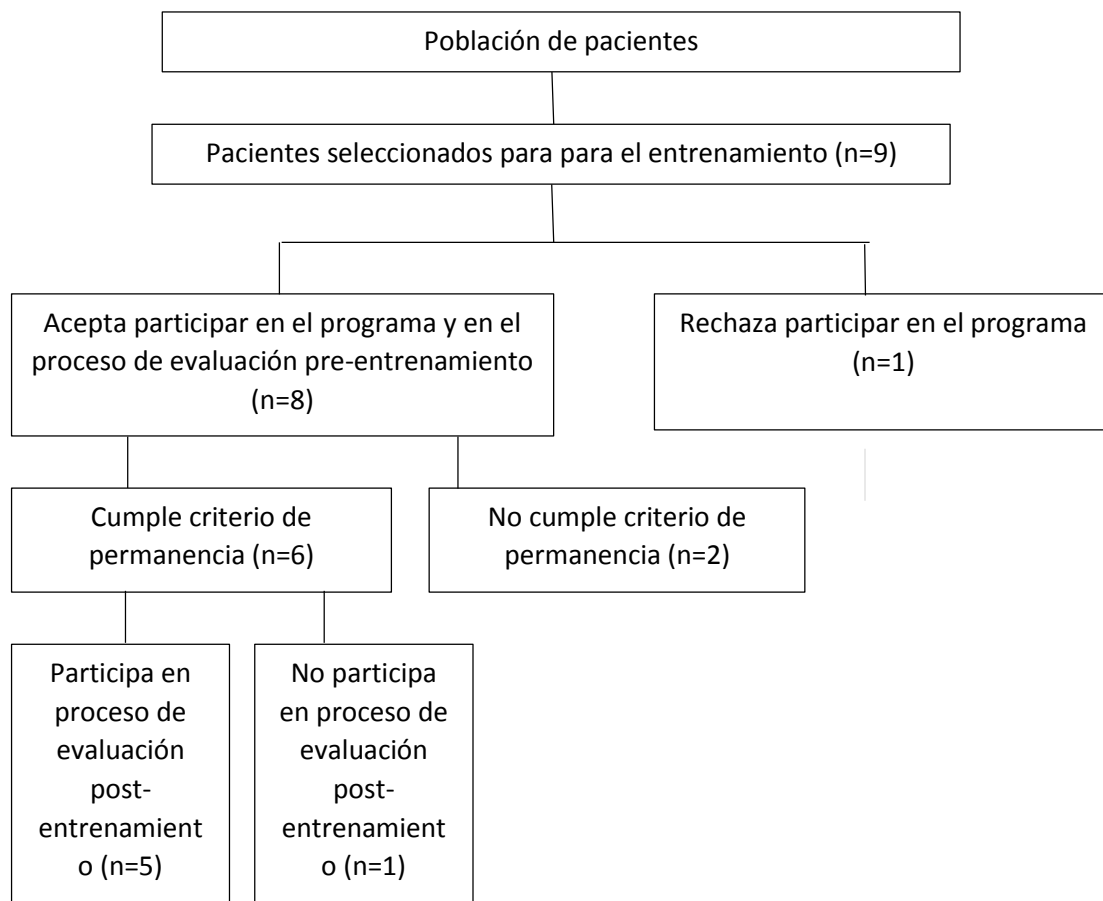 Población de pacientes
Pacientes seleccionados para para el entrenamiento (n=9)
Acepta participar en el programa y en el
proceso de evaluación pre-entrenamiento
(n=8)
Rechaza participar en el programa
(n=1)
Cumple criterio de
permanencia (n=6)
No cumple criterio de
permanencia (n=2)
Participa en
proceso de
evaluación
post-
entrenamient
o (n=5)
No participa
en proceso de
evaluación
post-
entrenamient
o (n=1)